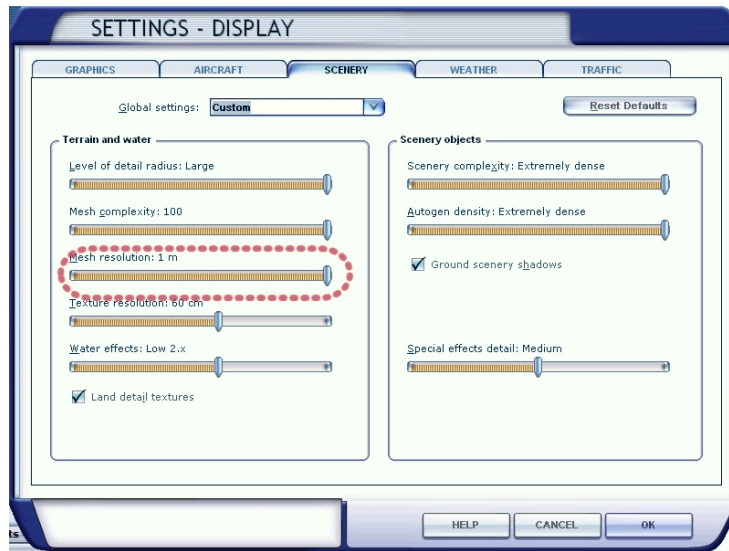 SETTINGS - DISPLAY
GRAPHICS AIRCRAFT SCENERY WEATHER TRAFFIC
Global settings: Custom Reset Defaults
Terrain and water
Level of detail radius: Large
Mesh complexity: 100
Mesh resolution: 1 m
Texture resolution: 60 cm
Water effects: Low 2.x
Land detail textures
Scenery objects
Scenery complexity: Extremely dense
Autogen density: Extremely dense
Ground scenery shadows
Special effects detail: Medium
ts
HELP CANCEL OK